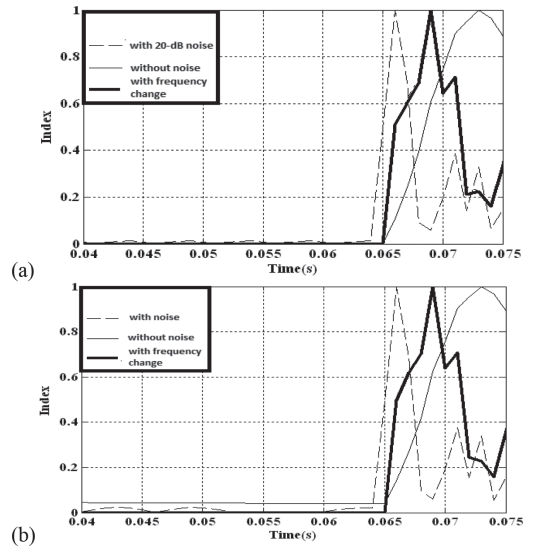 1
0.8
0.6
0.4
0.2
0
Index
with 20-dB noise
without noise
with frequency
change
0.04 0.045 0.05 0.055 0.06 0.065 0.07 0.075
Time(s)
(a)
1
0.8
0.6
0.4
0.2
0
Index
with noise
without noise
with frequency
change
0.04 0.045 0.05 0.055 0.06 0.065 0.07 0.075
Time(s)
(b)